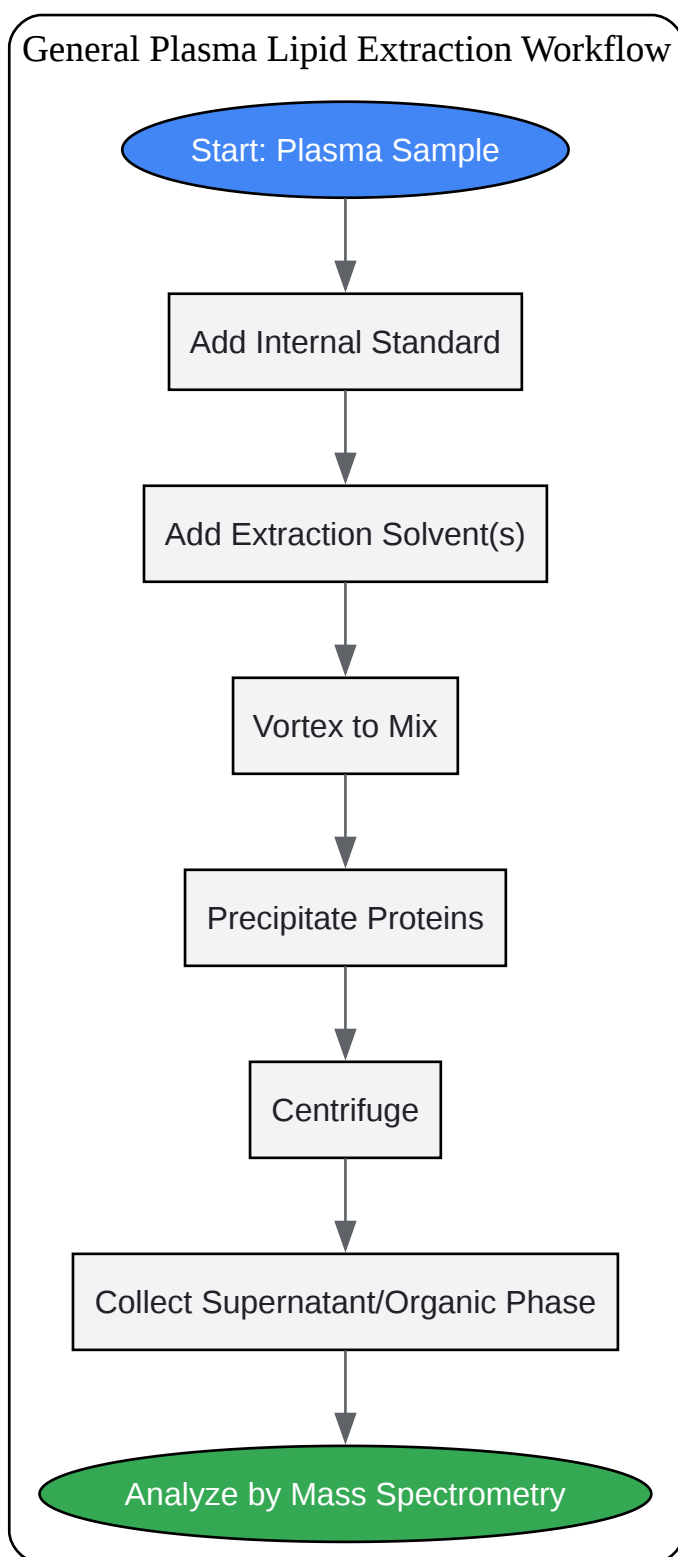 General Plasma Lipid Extraction Workflow
Start: Plasma Sample
Add Internal Standard
Add Extraction Solvent(s)
Vortex to Mix
Precipitate Proteins
Centrifuge
Collect Supernatant/Organic Phase
Analyze by Mass Spectrometry